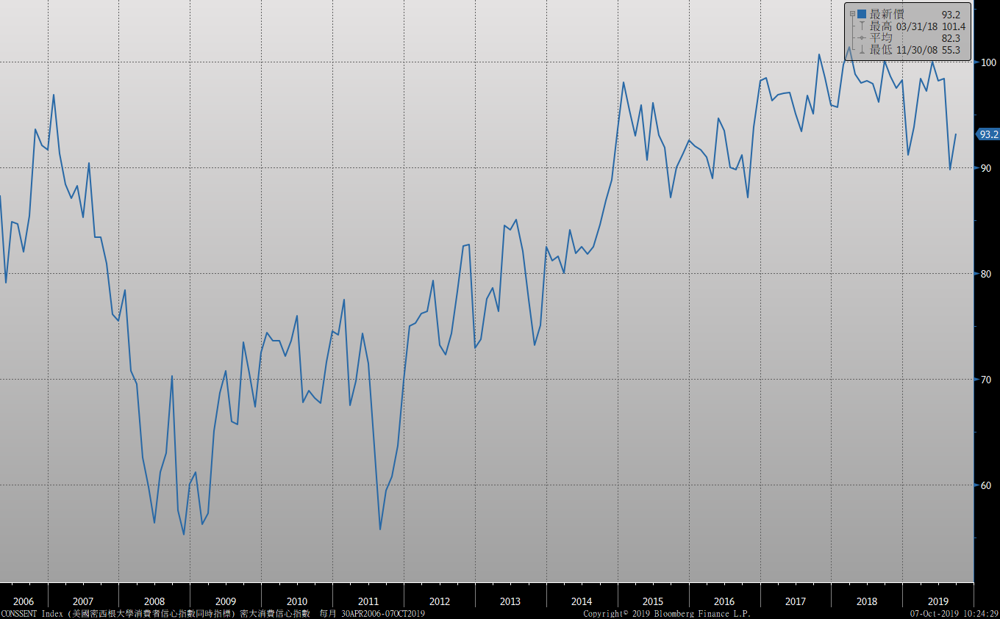 最新價 93.2
最高 03/31/18 101.4
平均 82.3
最低 11/30/08 55.3
100
93.2
90
80
70
60
2006 2007 2008 2009 2010 2011 2012 2013 2014 2015 2016 2017 2018 2019
CONSSENT Index (美國密西根大學消費者信心指數同時指標) 密大消費信心指數 每月 30APR2006-07OCT2019 Copyright© 2019 Bloomberg Finance L.P. 07-Oct-2019 10:24:29